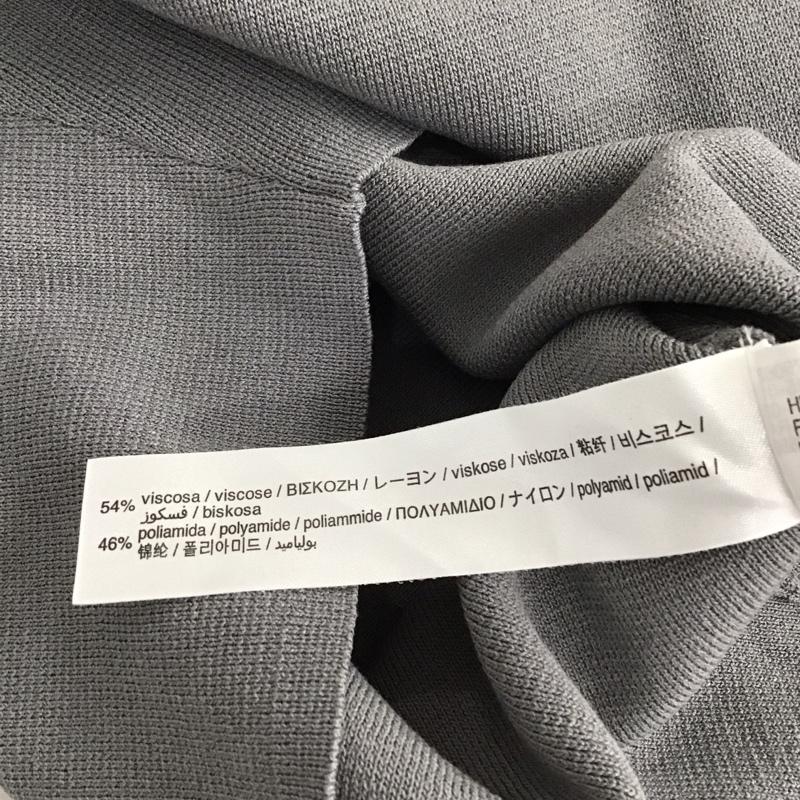 54% viscosa / viscose / ΒΙΣΚΟΖΗ / レーヨン / viskose / viskoza / 粘纤 / 비스코스 /
فسكوز / biskosa
46% poliamida / polyamide / poliammide / ΠΟΛΥΑΜΙΔΙΟ / ナイロン / polyamid / poliamid /
锦纶 / 폴리아미드 / بولياميد